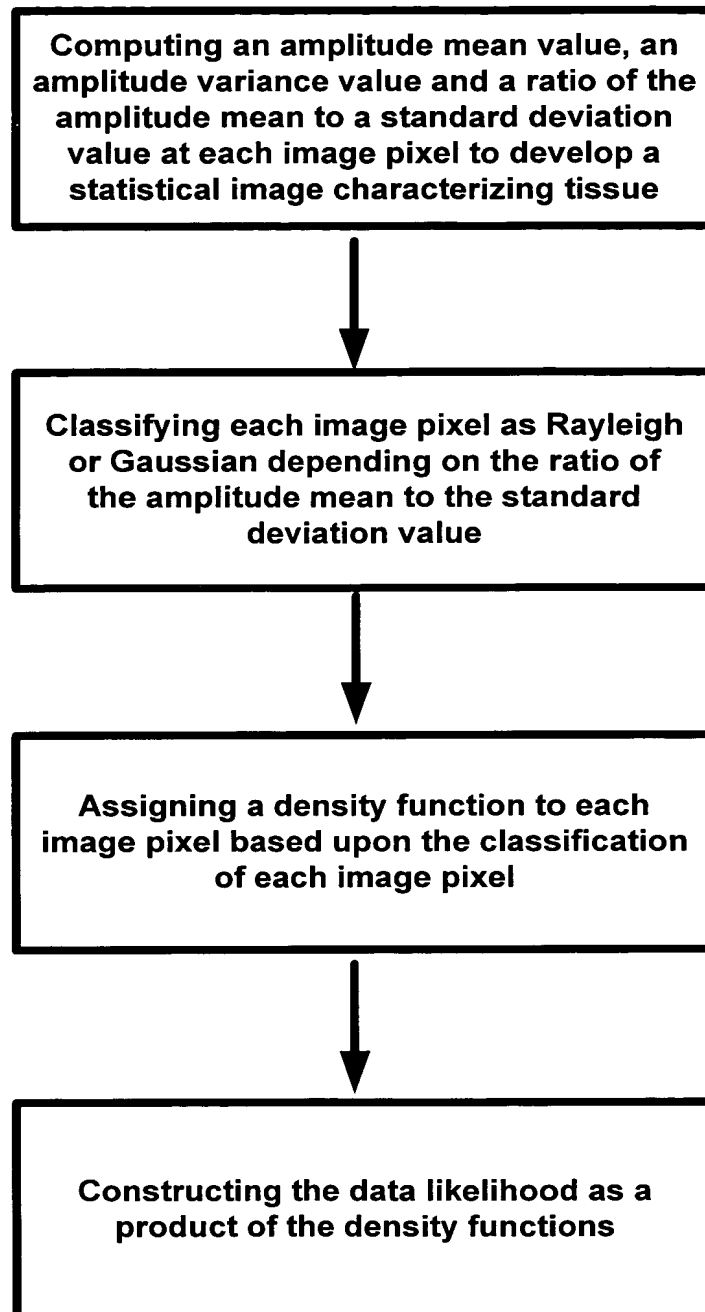 Computing an amplitude mean value, an
amplitude variance value and a ratio of the
amplitude mean to a standard deviation
value at each image pixel to develop a
statistical image characterizing tissue
Classifying each image pixel as Rayleigh
or Gaussian depending on the ratio of
the amplitude mean to the standard
deviation value
Assigning a density function to each
image pixel based upon the classification
of each image pixel
Constructing the data likelihood as a
product of the density functions